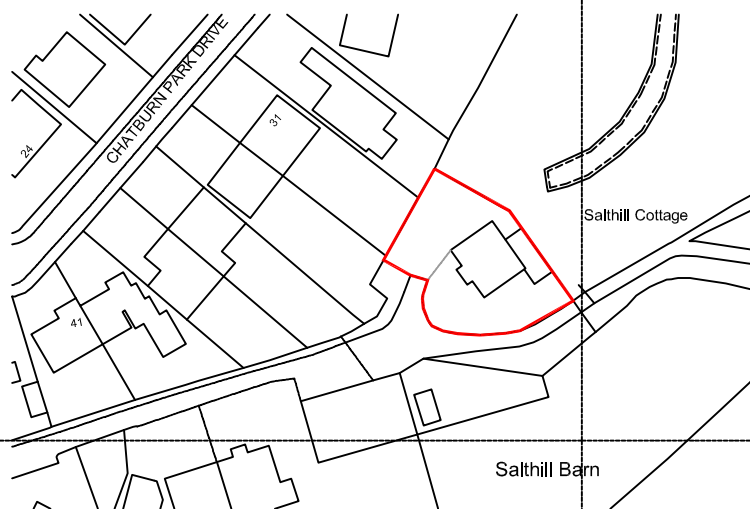 CHATBURN PARK DRIVE
31
24
Salthill Cottage
41
Salthill Barn